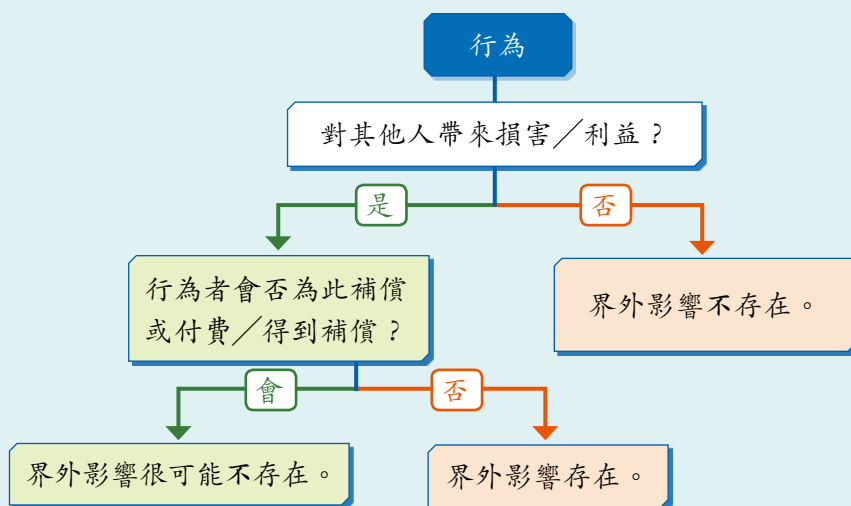 行為
對其他人帶來損害／利益？
是
否
行為者會否為此補償
或付費／得到補償？
界外影響不存在。
會
否
界外影響很可能不存在。
界外影響存在。